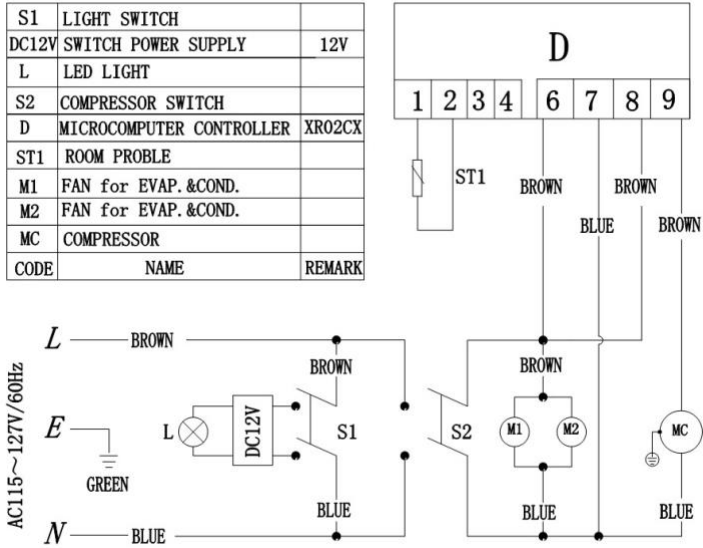 S1 LIGHT SWITCH
DC12V SWITCH POWER SUPPLY 12V
L LED LIGHT
S2 COMPRESSOR SWITCH
D MICROCOMPUTER CONTROLLER XR02CX
ST1 ROOM PROBLE
M1 FAN for EVAP.&COND.
M2 FAN for EVAP.&COND.
MC COMPRESSOR
CODE NAME REMARK
D
1 2 3 4 6 7 8 9
ST1
BROWN BROWN
BLUE BROWN
AC115~127V/60Hz
L BROWN
BROWN BROWN
E L DC12V S1 S2 M1 M2 MC
GREEN
BLUE BLUE BLUE
N BLUE